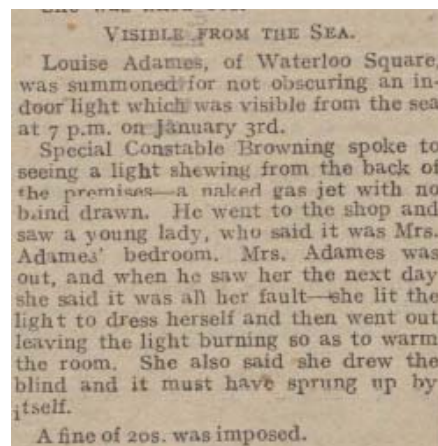 VISIBLE FROM THE SEA.
Louise Adames, of Waterloo Square,
was summoned for not obscuring an in-
door light which was visible from the sea
at 7 p.m. on January 3rd.
Special Constable Browning spoke to
seeing a light shewing from the back of
the premises—a naked gas jet with no
blind drawn. He went to the shop and
saw a young lady, who said it was Mrs.
Adames' bedroom. Mrs. Adames was
out, and when he saw her the next day
she said it was all her fault—she lit the
light to dress herself and then went out
leaving the light burning so as to warm
the room. She also said she drew the
blind and it must have sprung up by
itself.
A fine of 20s. was imposed.